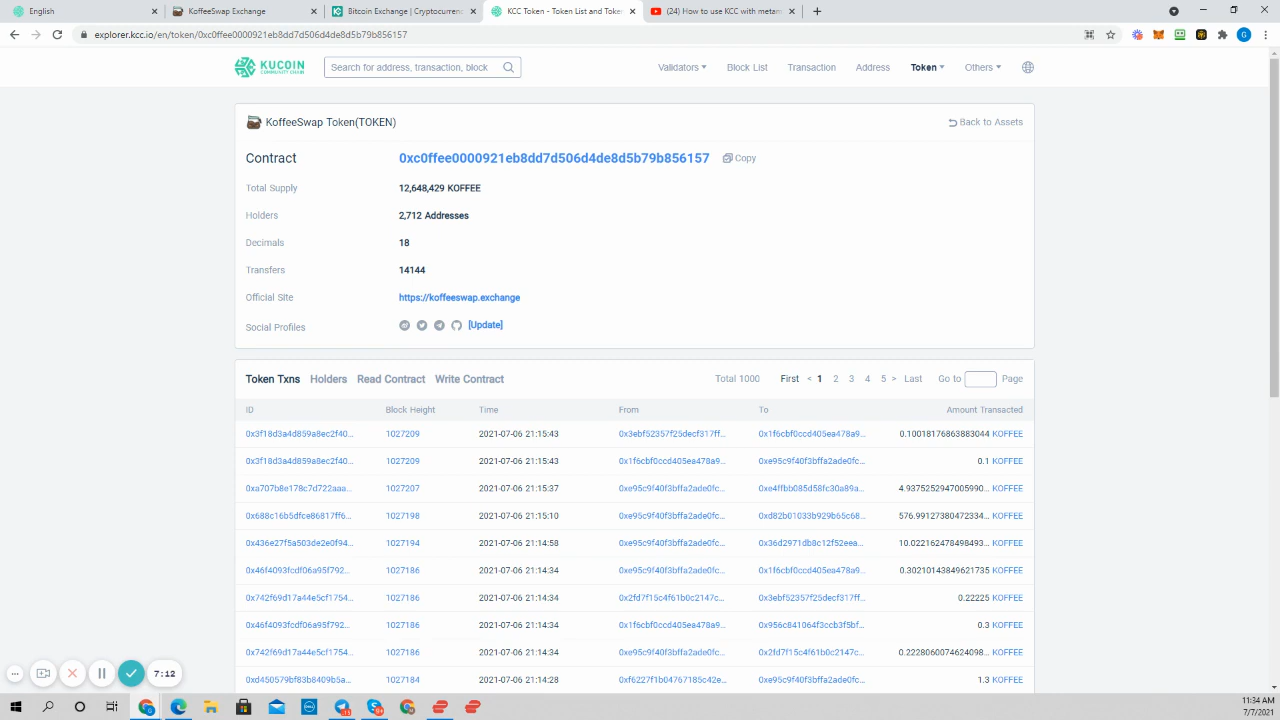 English
KoffeeSwap Exchange
Bitcoin Exchange | Cryptocurrenc
KCC Token - Token List and Token
(24) How to use KCC with metam
explorer.kcc.io/en/token/0xc0ffee0000921eb8dd7d506d4de8d5b79b856157
G
KUCOIN
COMMUNITY CHAIN
Search for address, transaction, block
Validators Block List Transaction Address Token Others
KoffeeSwap Token(TOKEN)
Back to Assets
Contract 0xc0ffee0000921eb8dd7d506d4de8d5b79b856157 Copy
Total Supply 12,648,429 KOFFEE
Holders 2,712 Addresses
Decimals 18
Transfers 14144
Official Site https://koffeeswap.exchange
Social Profiles [Update]
Token Txns Holders Read Contract Write Contract Total 1000 First < 1 2 3 4 5 > Last Go to Page
ID Block Height Time From To Amount Transacted
0x3f18d3a4d859a8ec2f40... 1027209 2021-07-06 21:15:43 0x3ebf52357f25decf317ff... 0x1f6cbf0ccd405ea478a9... 0.10018176863883044 KOFFEE
0x3f18d3a4d859a8ec2f40... 1027209 2021-07-06 21:15:43 0x1f6cbf0ccd405ea478a9... 0xe95c9f40f3bffa2ade0fc... 0.1 KOFFEE
0xa707b8e178c7d722aaa... 1027207 2021-07-06 21:15:37 0xe95c9f40f3bffa2ade0fc... 0xe4ffbb085d58fc30a89a... 4.9375252947005990... KOFFEE
0x688c16b5dfce86817ff6... 1027198 2021-07-06 21:15:10 0xe95c9f40f3bffa2ade0fc... 0xd82b01033b929b65c68... 576.99127380472334... KOFFEE
0x436e27f5a503de2e0f94... 1027194 2021-07-06 21:14:58 0xe95c9f40f3bffa2ade0fc... 0x36d2971db8c12f52eea... 10.022162478498493... KOFFEE
0x46f4093fcdf06a95f792... 1027186 2021-07-06 21:14:34 0xe95c9f40f3bffa2ade0fc... 0x1f6cbf0ccd405ea478a9... 0.30210143849621735 KOFFEE
0x742f69d17a44e5cf1754... 1027186 2021-07-06 21:14:34 0x2fd7f15c4f61b0c2147c... 0x3ebf52357f25decf317ff... 0.22225 KOFFEE
0x46f4093fcdf06a95f792... 1027186 2021-07-06 21:14:34 0x1f6cbf0ccd405ea478a9... 0x956c841064f3ccb3f5bf... 0.3 KOFFEE
0x742f69d17a44e5cf1754... 1027186 2021-07-06 21:14:34 0xe95c9f40f3bffa2ade0fc... 0x2fd7f15c4f61b0c2147c... 0.2228060074624098... KOFFEE
0xd450579bf83b8409b5a... 1027184 2021-07-06 21:14:28 0xf6227f1b04767185c42e... 0xe95c9f40f3bffa2ade0fc... 1.3 KOFFEE
7:12
11:34 AM
7/7/2021